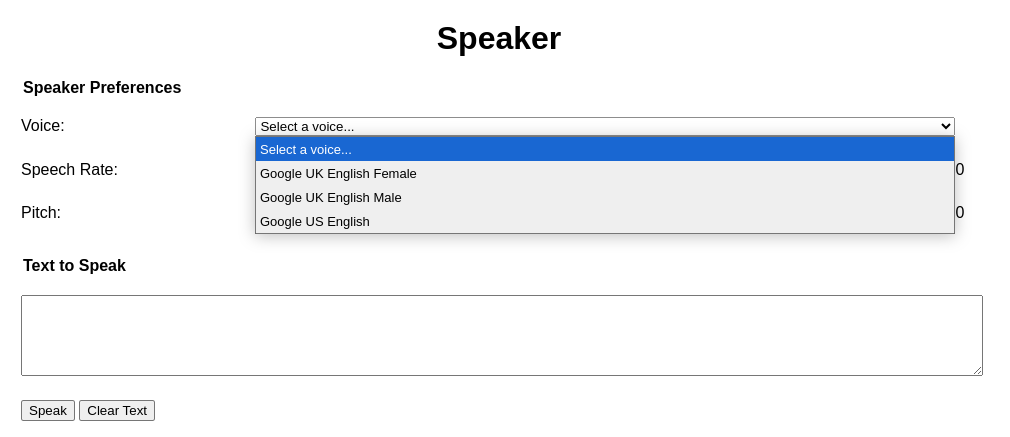 Speaker
Speaker Preferences
Voice: Select a voice...
Select a voice...
Google UK English Female
Google UK English Male
Google US English
Speech Rate: 0
Pitch: 0
Text to Speak
Speak Clear Text